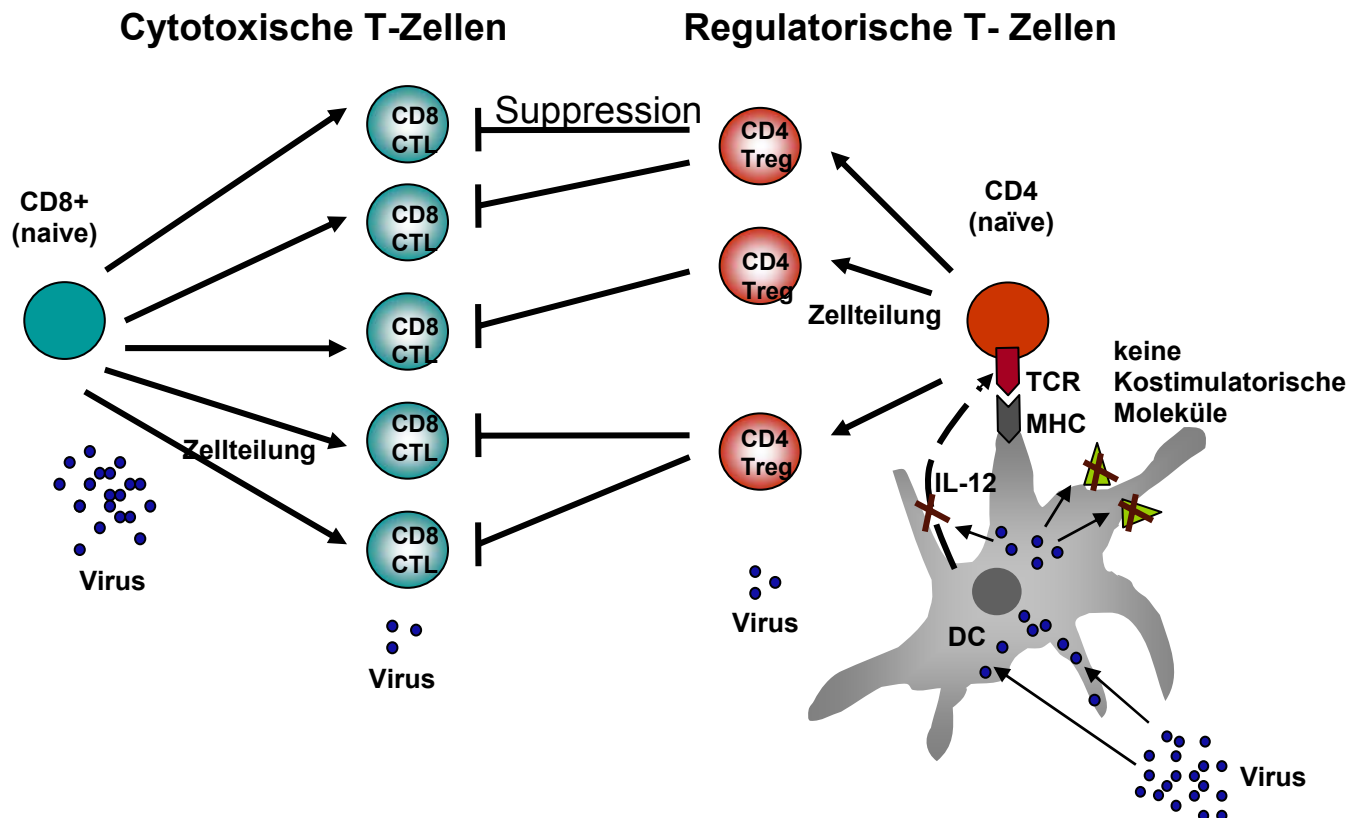 Cytotoxische T-Zellen
Regulatorische T- Zellen
Suppression
CD8
CTL
CD4
Treg
CD8+
(naive)
CD8
CTL
CD4
(naïve)
CD4
Treg
CD8
CTL
Zellteilung
keine
Kostimulatorische
Moleküle
TCR
MHC
CD8
CTL
Zellteilung
CD4
Treg
IL-12
CD8
CTL
Virus
Virus
DC
Virus
Virus